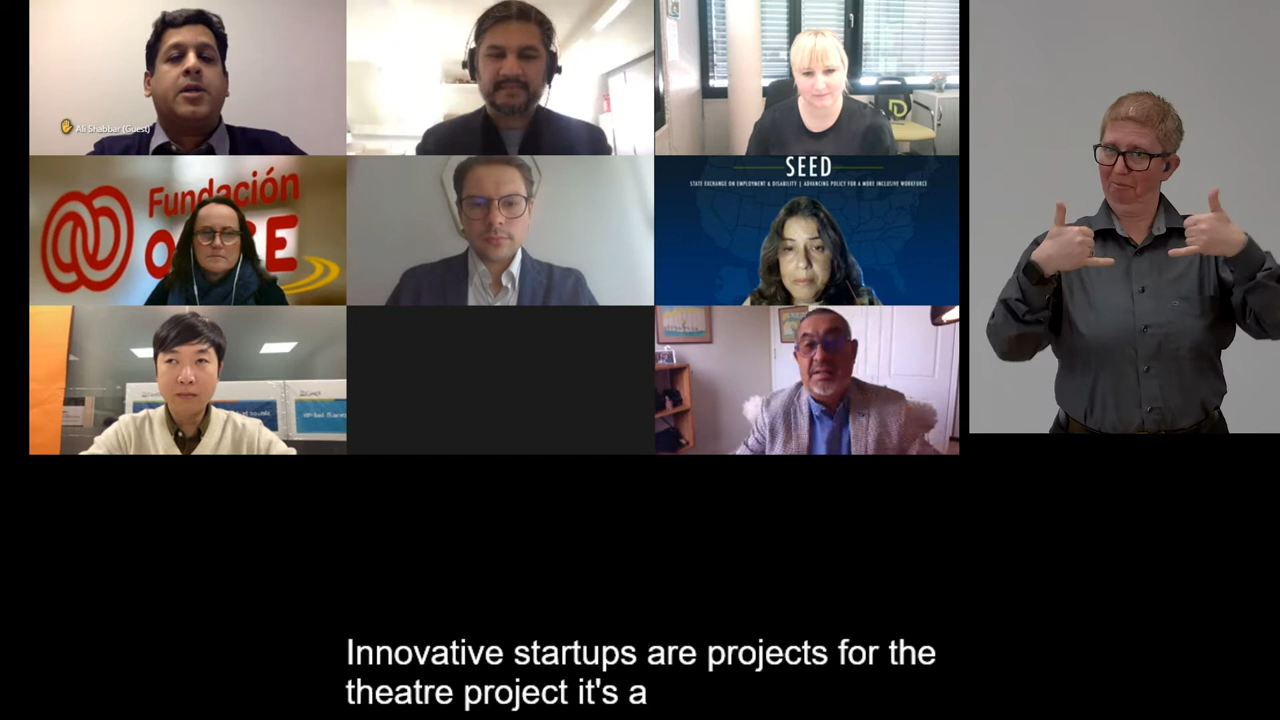 Ali Shabbar (Guest)
Fundación
SEED
STATE EXCHANGE ON EMPLOYMENT & DISABILITY | ADVANCING POLICY FOR A MORE INCLUSIVE WORKFORCE
Innovative startups are projects for the
theatre project it's a